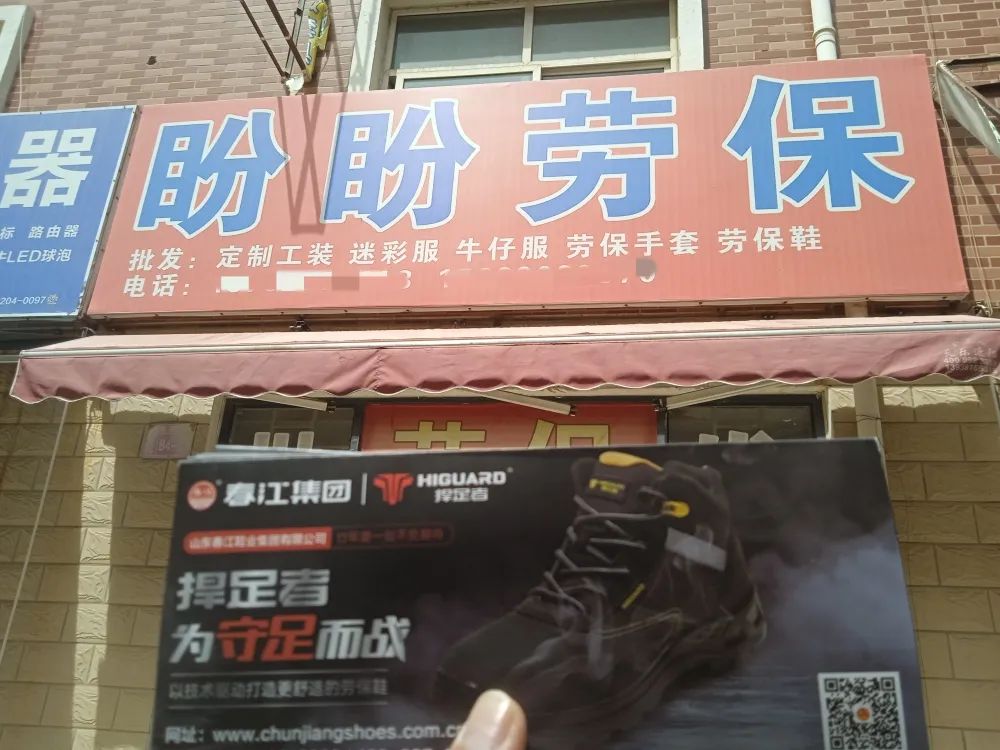 器
标 路由器
LED球泡
204-0097
盼盼劳保
批发：定制工装 迷彩服 牛仔服 劳保手套 劳保鞋
电话：
劳保
春江集团 | HIGUARD®
捍足者
山东春江鞋业集团有限公司
捍足者
为守足而战
以技术驱动打造更舒适的劳保鞋
网址：www.chunjiangshoes.com.c